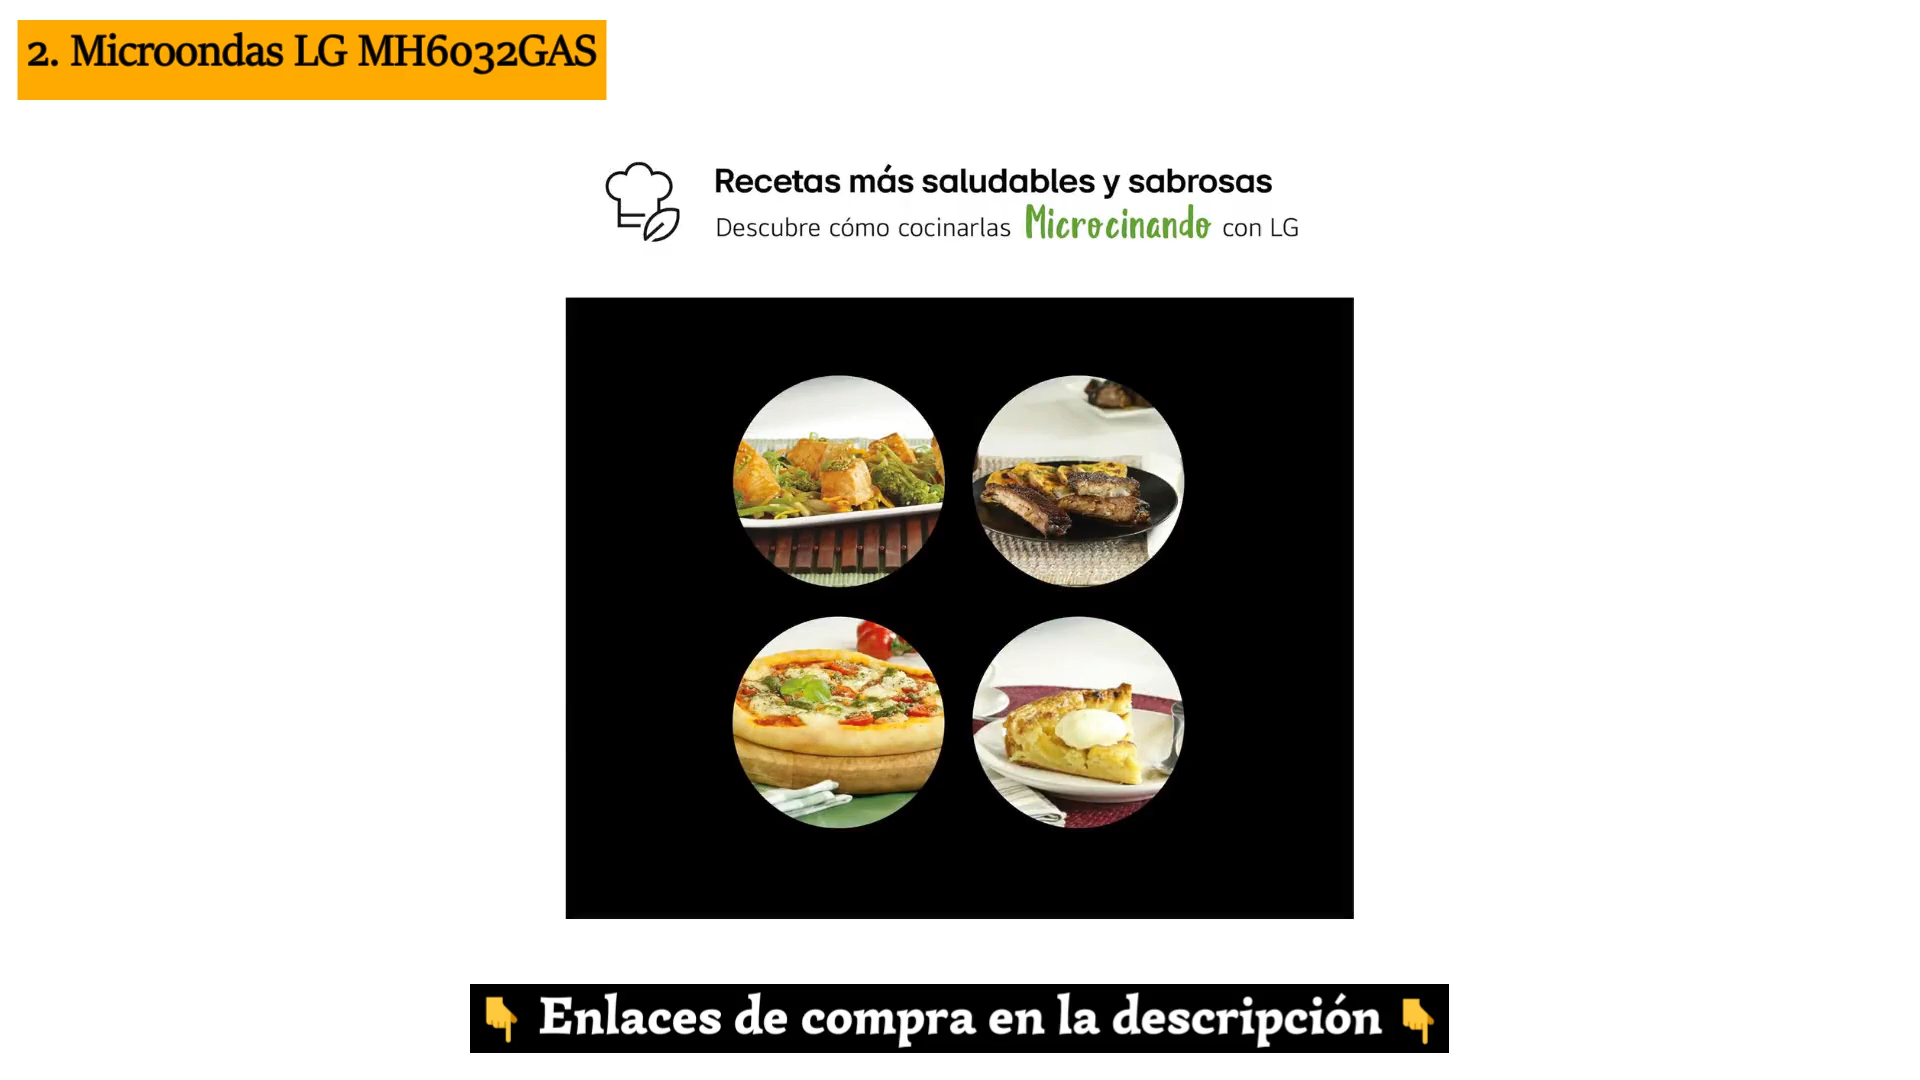 2. Microondas LG MH6032GAS
Recetas más saludables y sabrosas
Descubre cómo cocinarlas Microcinando con LG
👇 Enlaces de compra en la descripción 👇